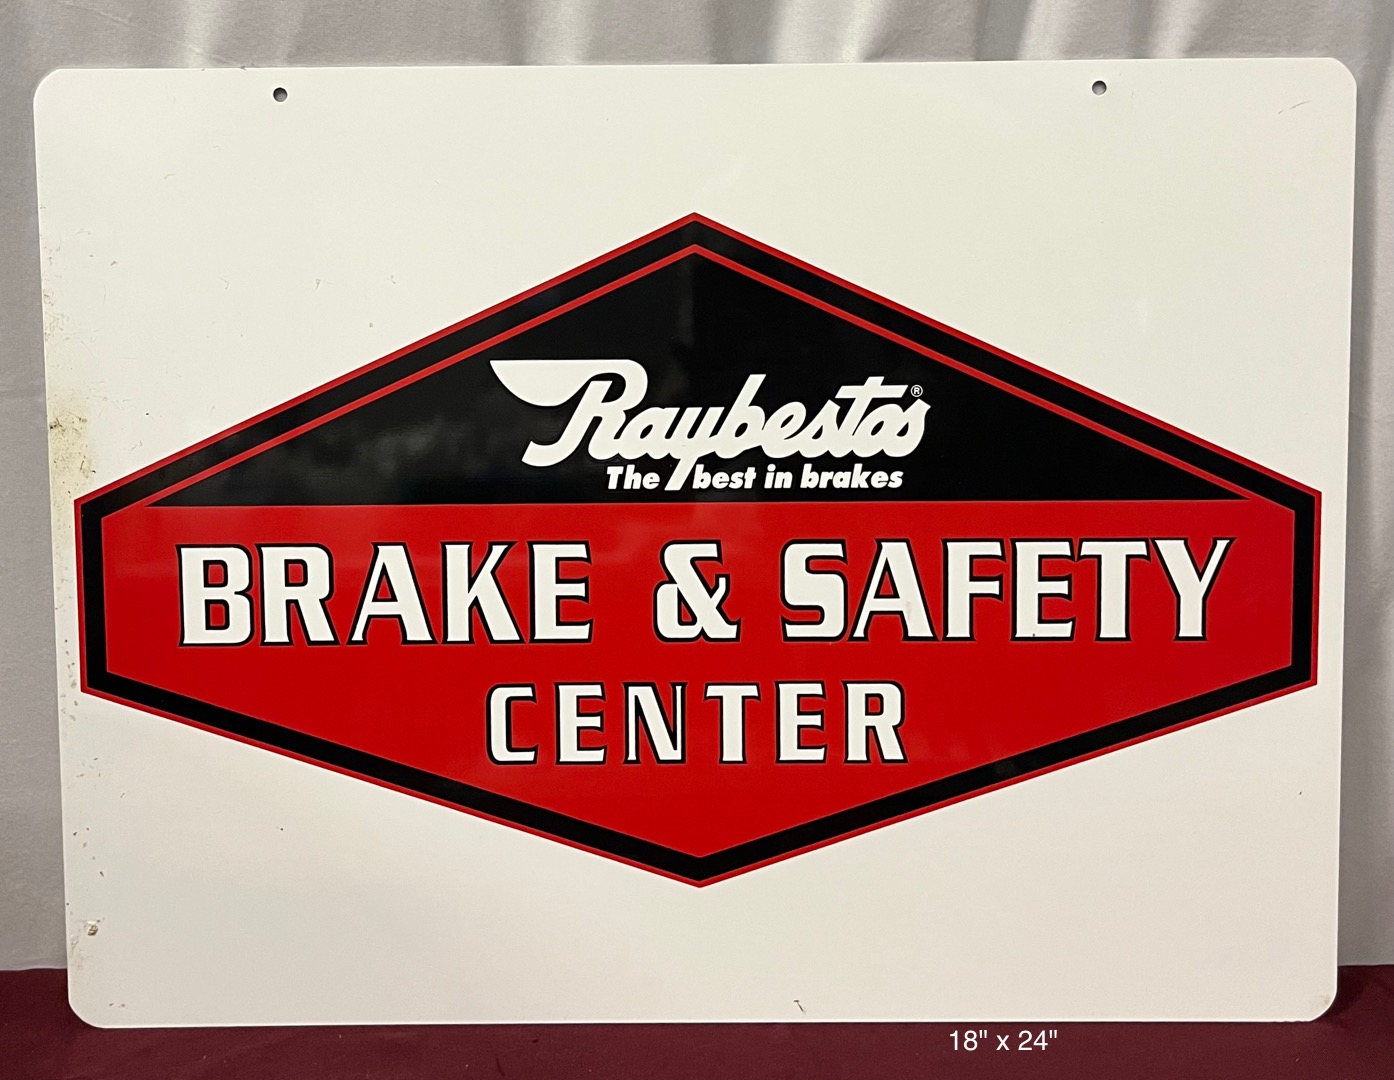 Raybestos®
The best in brakes
BRAKE & SAFETY
CENTER
18" x 24"